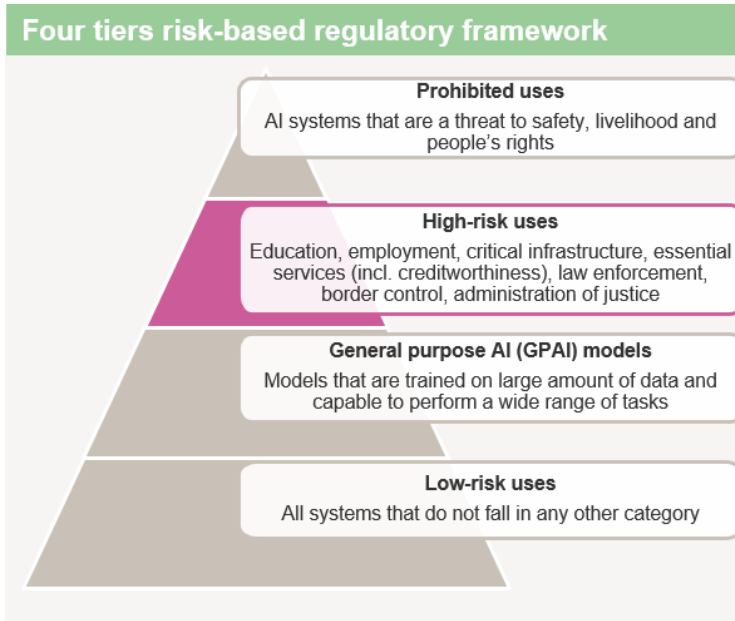 Four tiers risk-based regulatory framework
Prohibited uses
AI systems that are a threat to safety, livelihood and
people's rights
High-risk uses
Education, employment, critical infrastructure, essential
services (incl. creditworthiness), law enforcement,
border control, administration of justice
General purpose AI (GPAI) models
Models that are trained on large amount of data and
capable to perform a wide range of tasks
Low-risk uses
All systems that do not fall in any other category